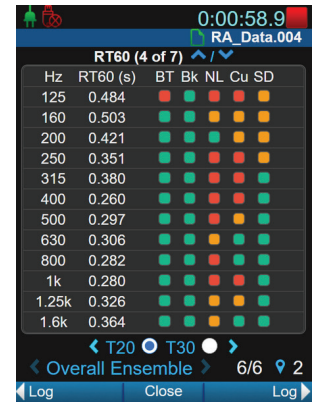 0:00:58.9
RA_Data.004
RT60 (4 of 7) /
Hz RT60 (s) BT Bk NL Cu SD
125 0.484
160 0.503
200 0.421
250 0.351
315 0.380
400 0.260
500 0.297
630 0.306
800 0.282
1k 0.280
1.25k 0.326
1.6k 0.364
T20 T30
Overall Ensemble 6/6 2
Log Close Log